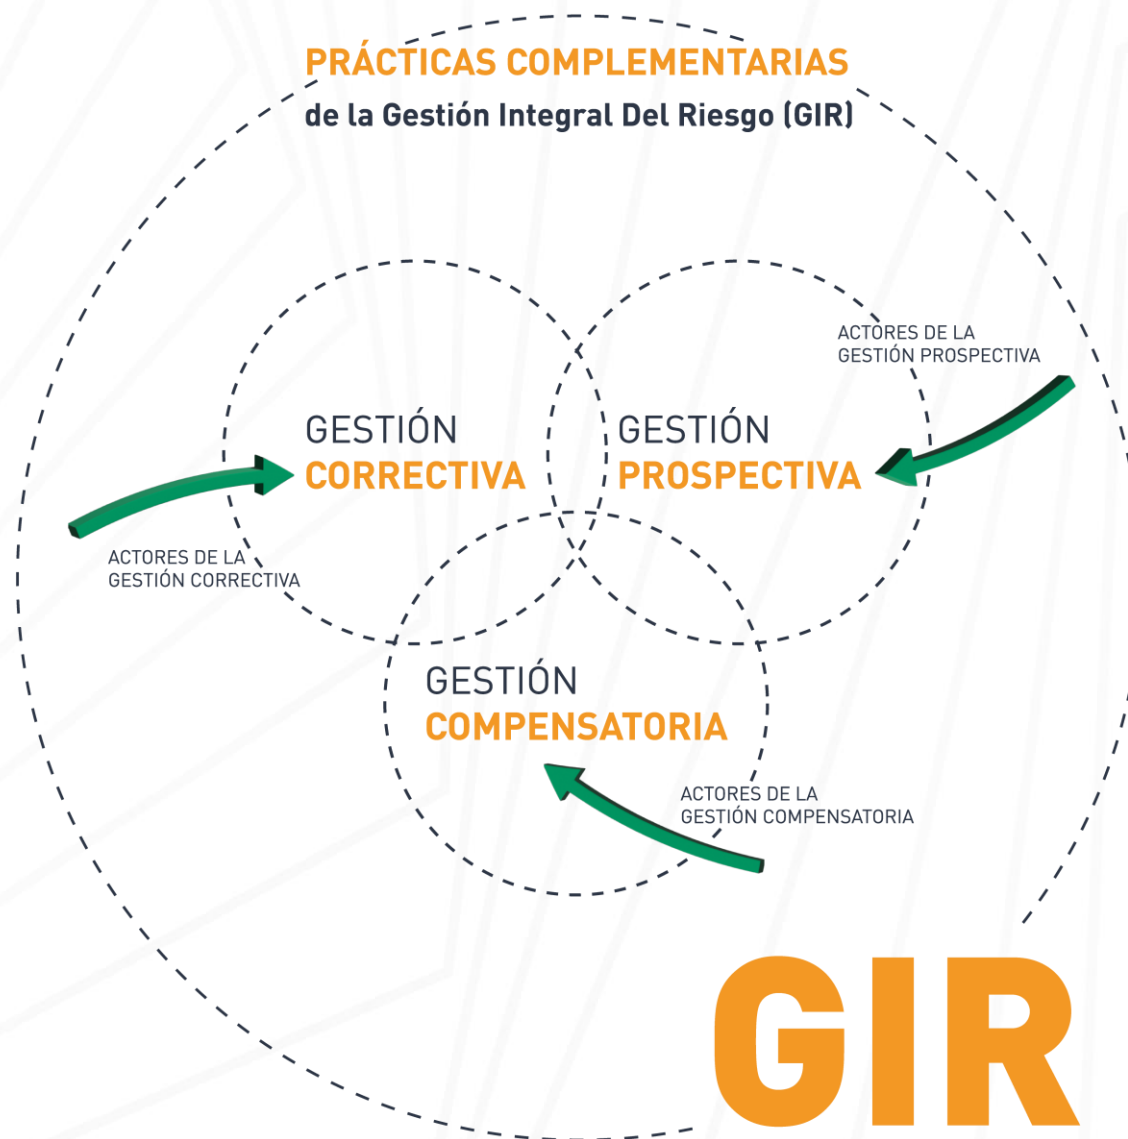 PRÁCTICAS COMPLEMENTARIAS
de la Gestión Integral Del Riesgo (GIR)
ACTORES DE LA
GESTIÓN PROSPECTIVA
GESTIÓN
CORRECTIVA
GESTIÓN
PROSPECTIVA
ACTORES DE LA
GESTIÓN CORRECTIVA
GESTIÓN
COMPENSATORIA
ACTORES DE LA
GESTIÓN COMPENSATORIA
GIR